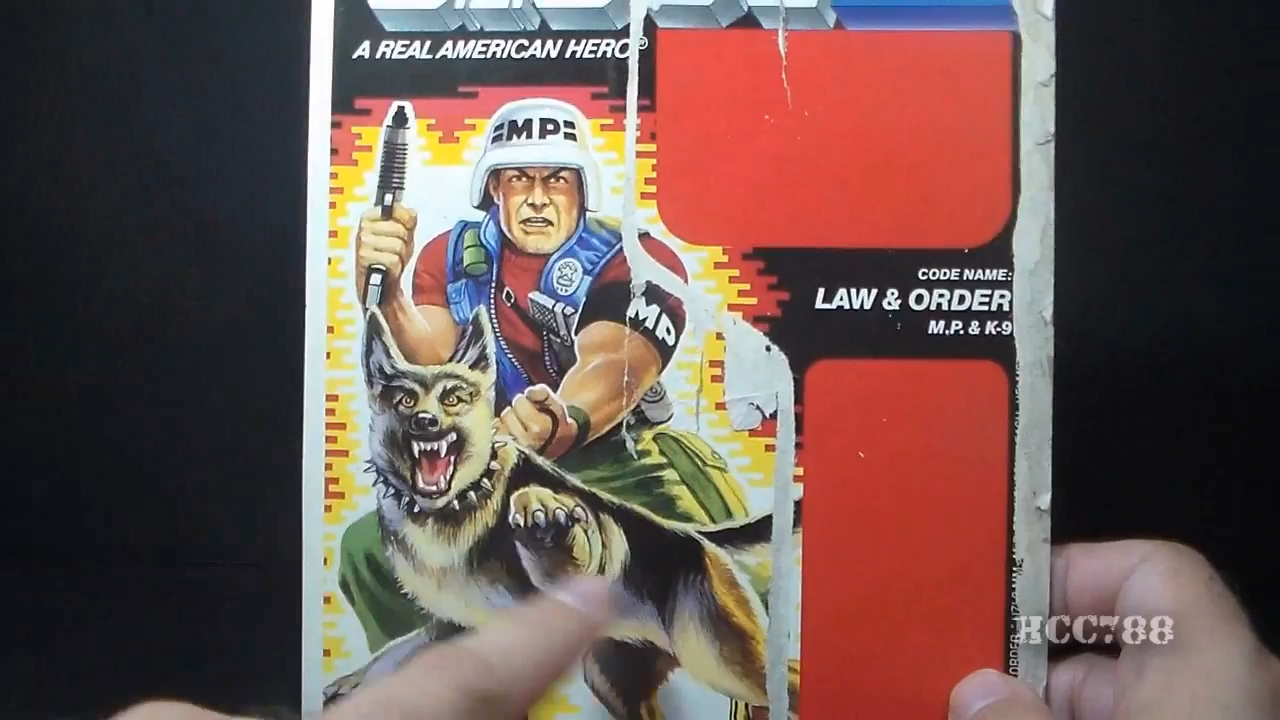 A REAL AMERICAN HERO®
MP
MP
CODE NAME:
LAW & ORDER
M.P. & K-9
HCC788